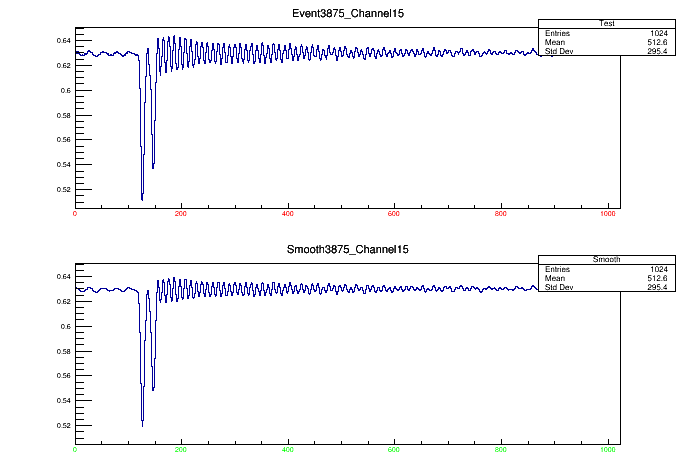 Event3875_Channel15
Test
Entries 1024
Mean 512.6
Std Dev 295.4
0.64
0.62
0.6
0.58
0.56
0.54
0.52
0 200 400 600 800 1000
Smooth3875_Channel15
Smooth
Entries 1024
Mean 512.6
Std Dev 295.4
0.64
0.62
0.6
0.58
0.56
0.54
0.52
0 200 400 600 800 1000